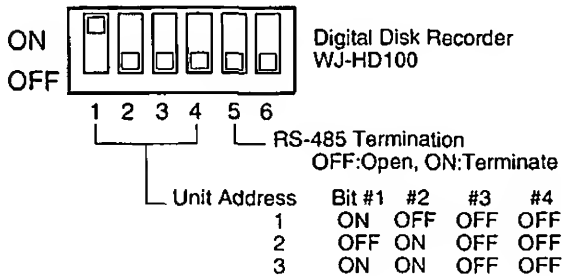 ON
Digital Disk Recorder
WJ-HD100
OFF
1 2 3 4 5 6
RS-485 Termination
OFF:Open, ON:Terminate
Unit Address Bit #1 #2 #3 #4
1 ON OFF OFF OFF
2 OFF ON OFF OFF
3 ON ON OFF OFF